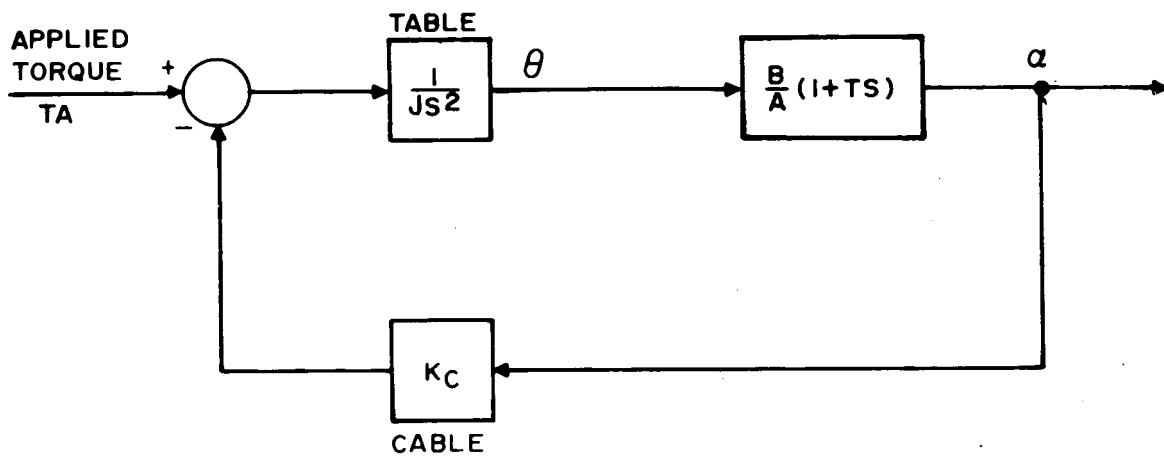 APPLIED
TORQUE
TA
+
−
TABLE
1
JS²
θ
B
A
(1+TS)
α
KC
CABLE